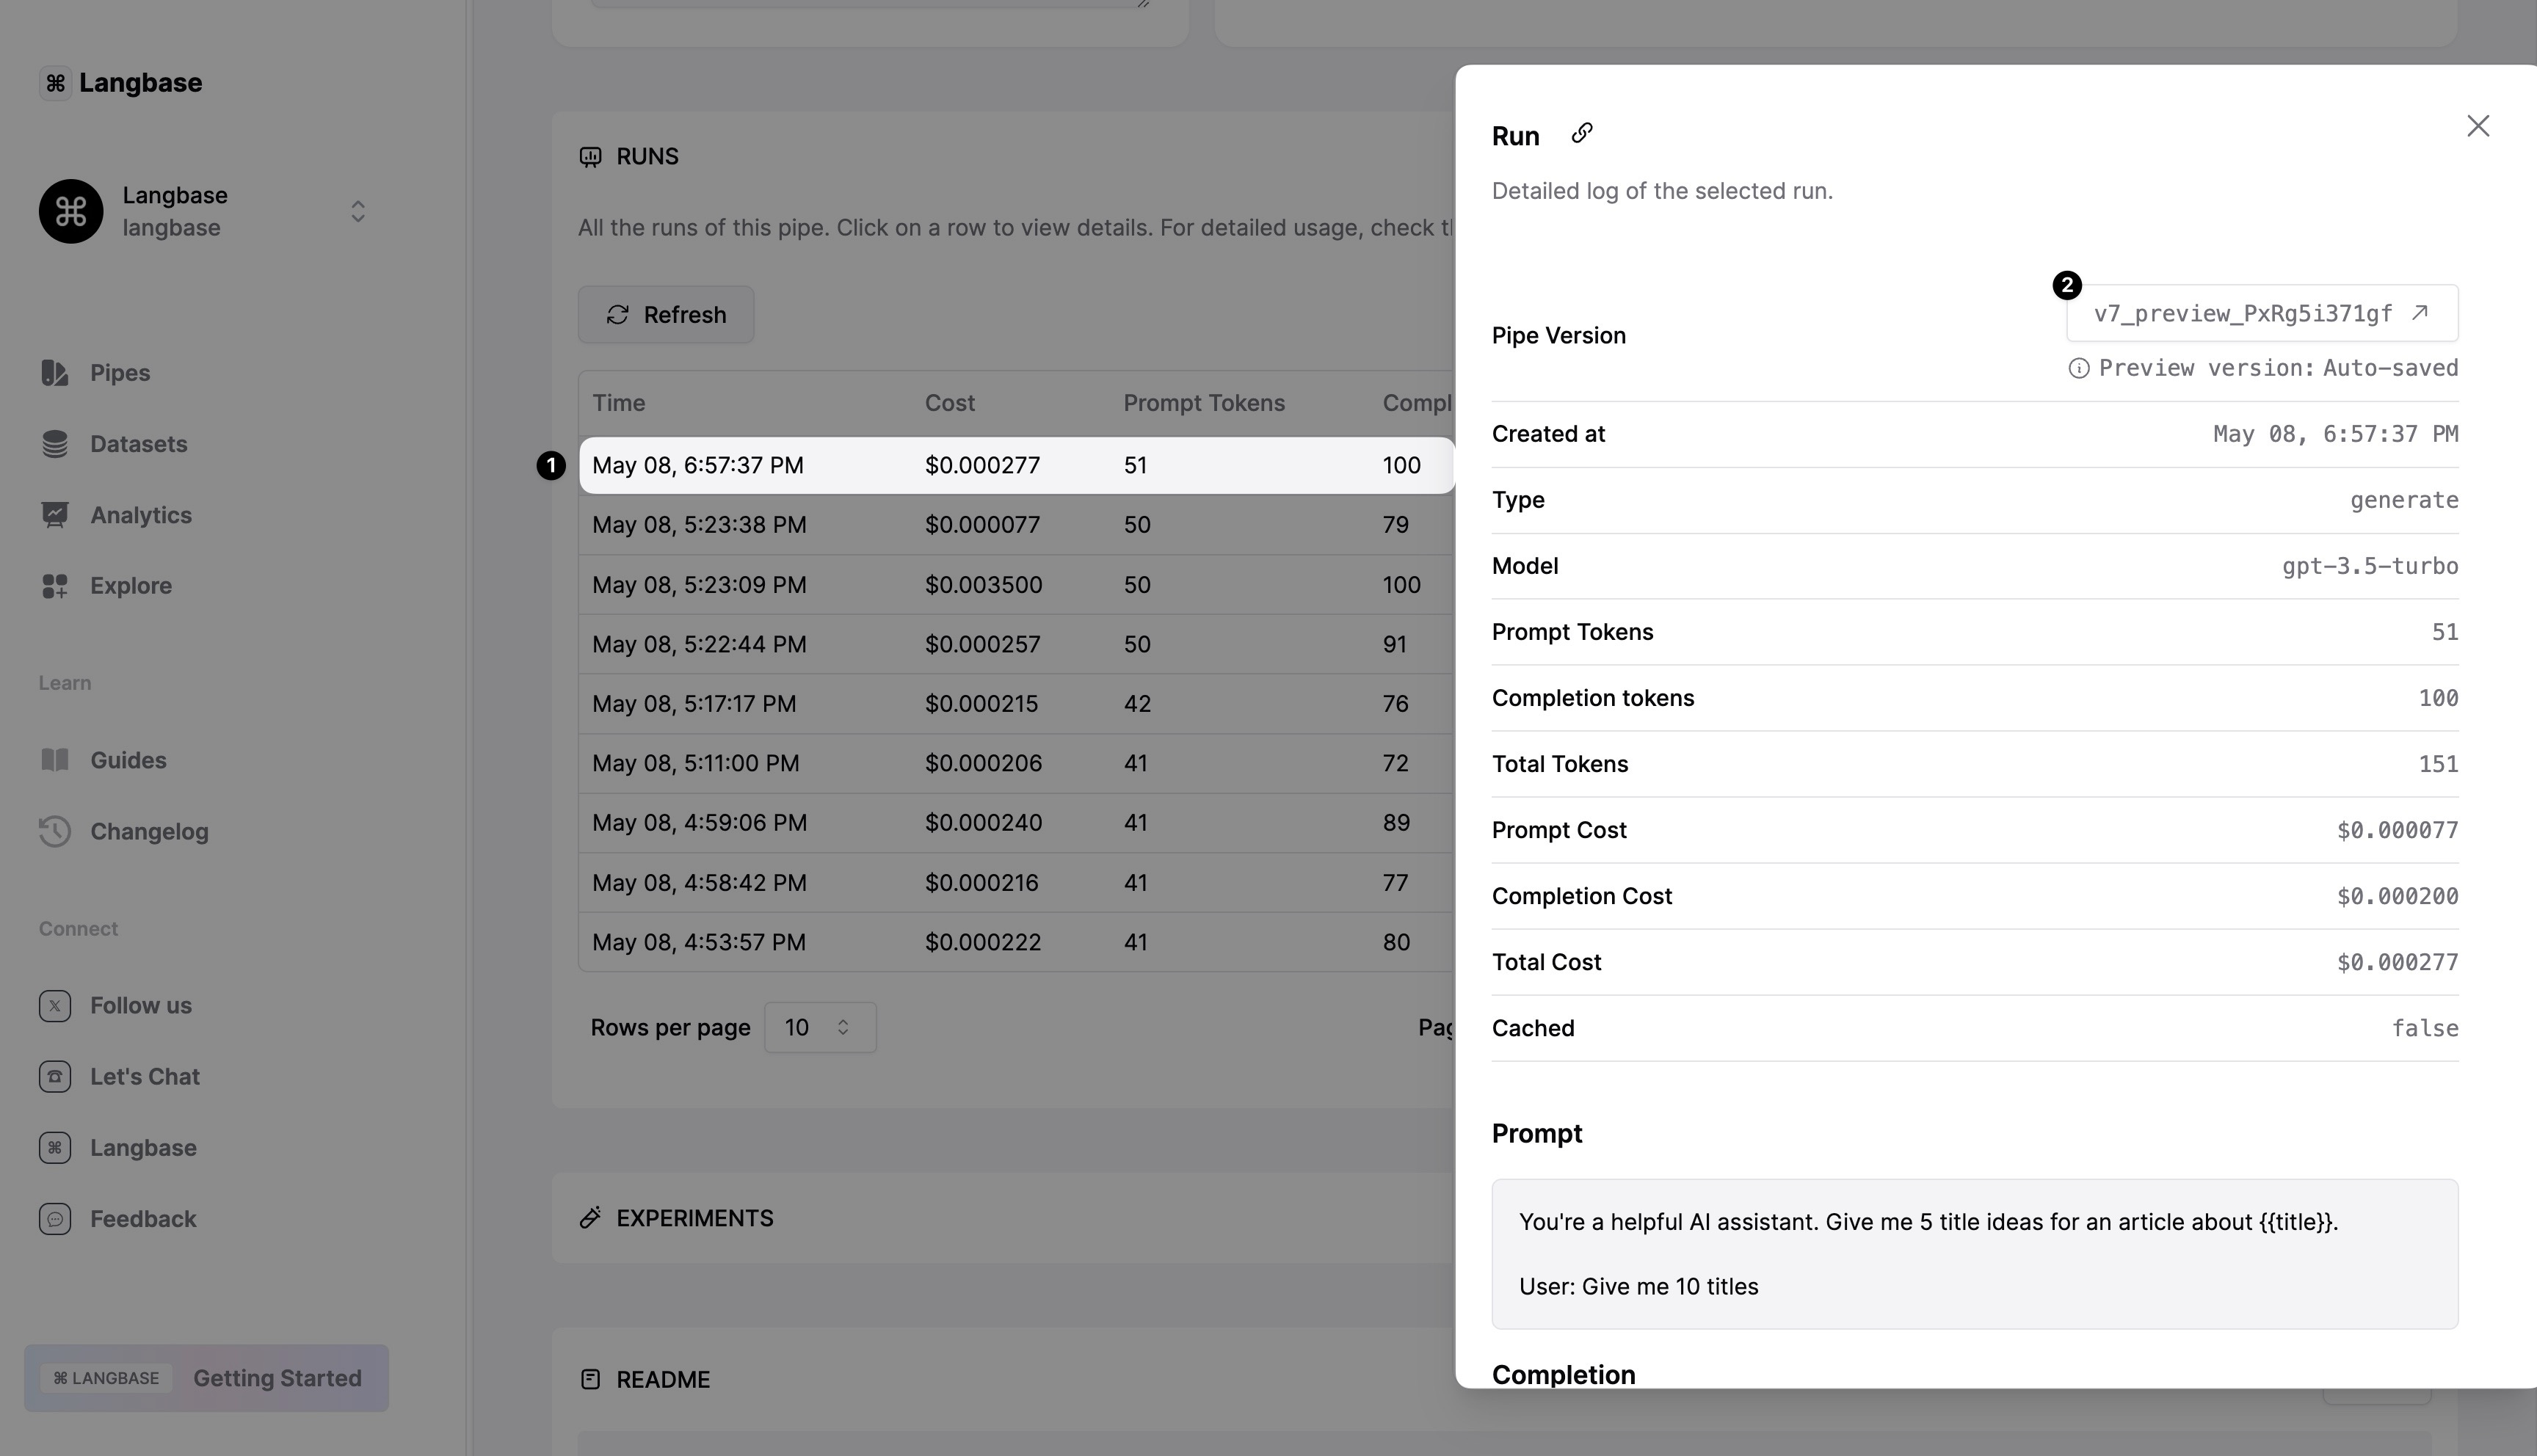 Langbase
Langbase
langbase
Pipes
Datasets
Analytics
Explore
Learn
Guides
Changelog
Connect
Follow us
Let's Chat
Langbase
Feedback
LANGBASE Getting Started
RUNS
All the runs of this pipe. Click on a row to view details. For detailed usage, check
Refresh
Time Cost Prompt Tokens Compl
1 May 08, 6:57:37 PM $0.000277 51 100
May 08, 5:23:38 PM $0.000077 50 79
May 08, 5:23:09 PM $0.003500 50 100
May 08, 5:22:44 PM $0.000257 50 91
May 08, 5:17:17 PM $0.000215 42 76
May 08, 5:11:00 PM $0.000206 41 72
May 08, 4:59:06 PM $0.000240 41 89
May 08, 4:58:42 PM $0.000216 41 77
May 08, 4:53:57 PM $0.000222 41 80
Rows per page 10
EXPERIMENTS
README
Run
Detailed log of the selected run.
2
Pipe Version v7_preview_PxRg5i371gf
Preview version: Auto-saved
Created at May 08, 6:57:37 PM
Type generate
Model gpt-3.5-turbo
Prompt Tokens 51
Completion tokens 100
Total Tokens 151
Prompt Cost $0.000077
Completion Cost $0.000200
Total Cost $0.000277
Cached false
Prompt
You're a helpful AI assistant. Give me 5 title ideas for an article about {{title}}.
User: Give me 10 titles
Completion